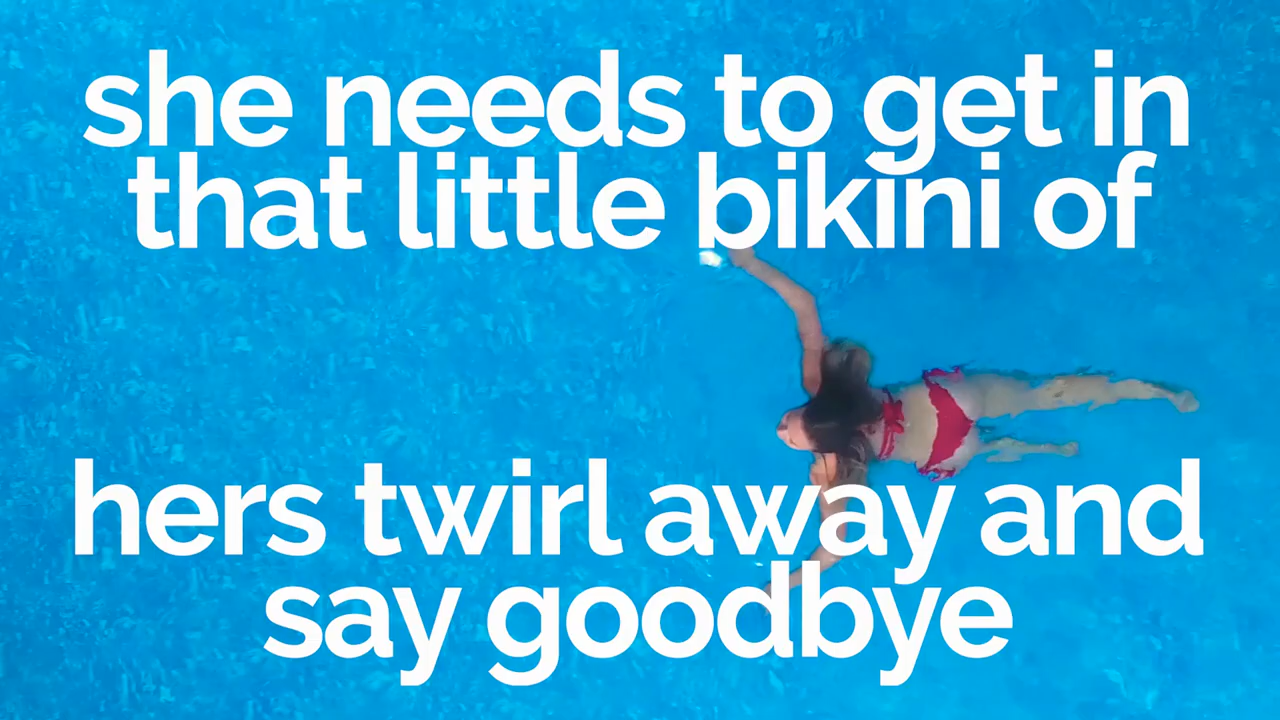 she needs to get in
that little bikini of
hers twirl away and
say goodbye